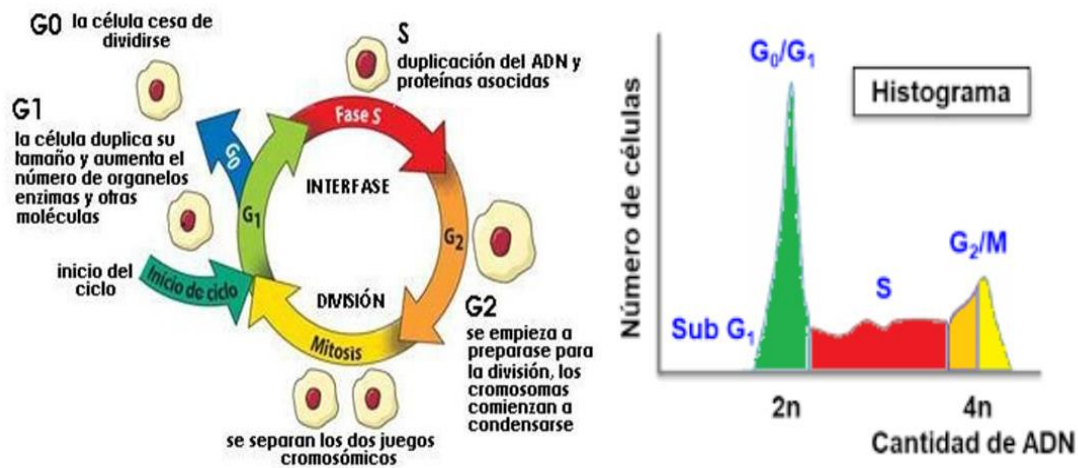 G0 la célula cesa de
dividirse
S
duplicación del ADN y
proteínas asocidas
G1
la célula duplica su
tamaño y aumenta el
número de organelos
enzimas y otras
moléculas
G0
G1
Fase S
INTERFASE
G2
inicio del
ciclo
Inicio de ciclo
DIVISIÓN
Mitosis
G2
se empieza a
preparase para
la división, los
cromosomas
comienzan a
condensarse
se separan los dos juegos
cromosómicos
G0/G1
Histograma
Número de células
G2/M
S
Sub G1
2n
4n
Cantidad de ADN